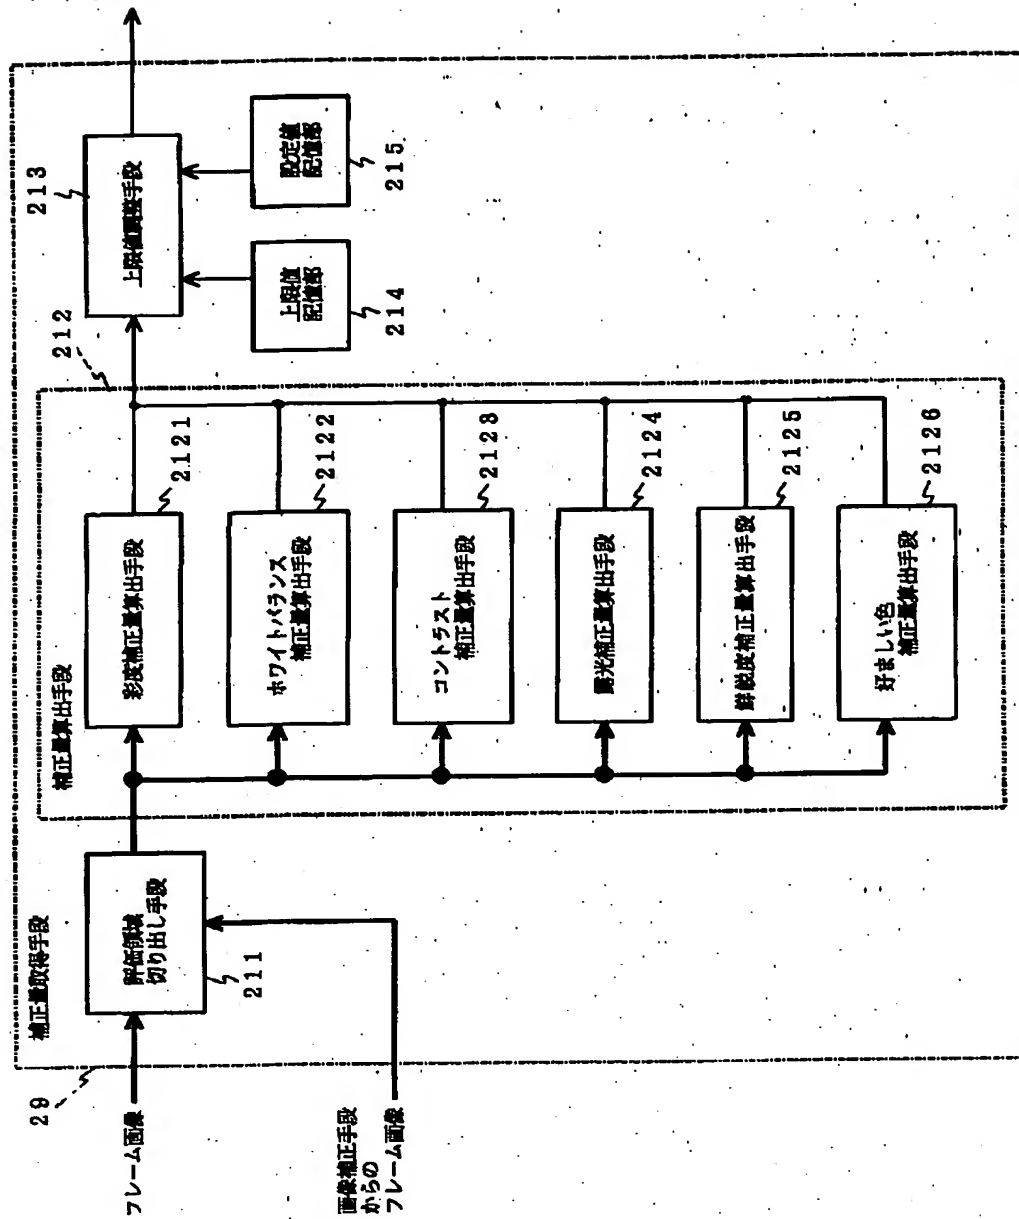 29
補正量取得手段
フレーム画像
画像補正手段
からの
フレーム画像
評価領域
切り出し手段
211
補正量算出手段
212
彩度補正量算出手段
2121
ホワイトバランス
補正量算出手段
2122
コントラスト
補正量算出手段
2123
露光補正量算出手段
2124
鮮鋭度補正量算出手段
2125
好ましい色
補正量算出手段
2126
上限値調整手段
213
上限値
記憶部
214
設定値
記憶部
215